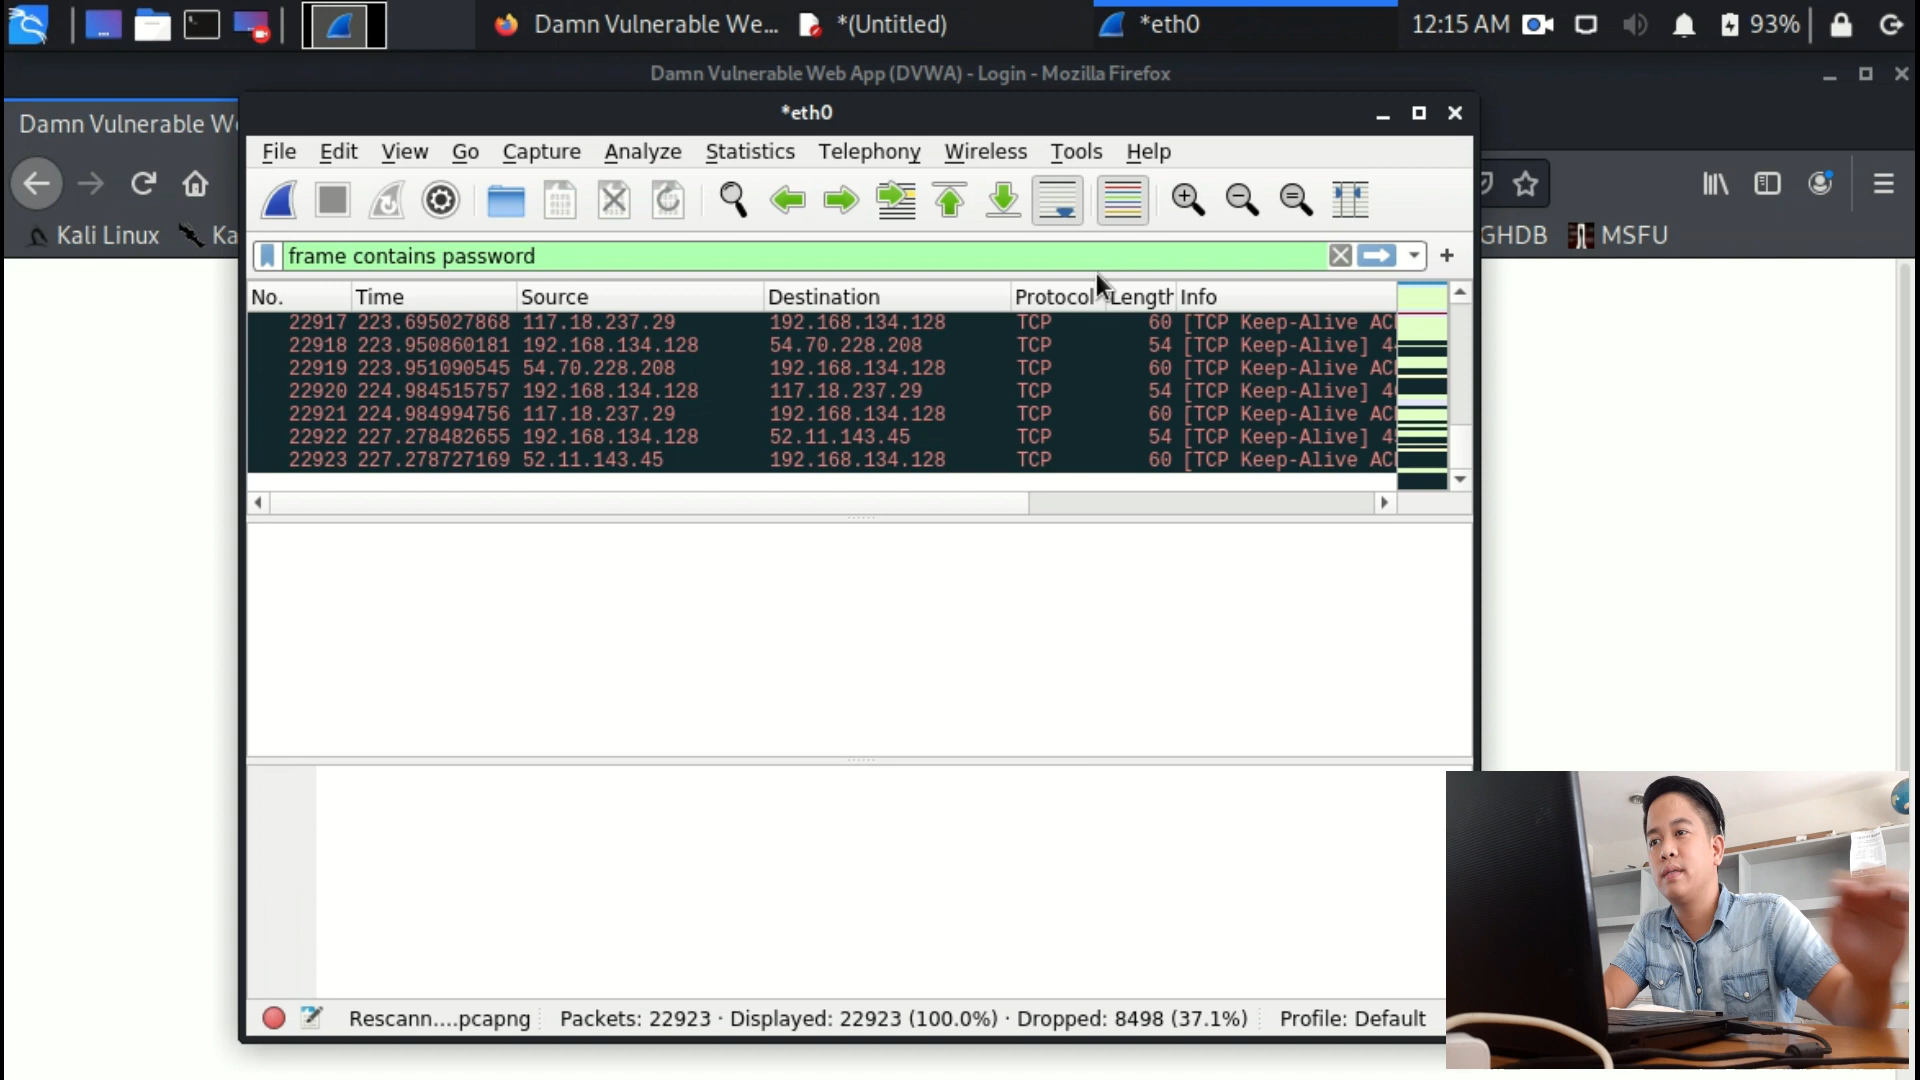 Damn Vulnerable We...
*(Untitled)
*eth0
12:15 AM
93%
Damn Vulnerable Web App (DVWA) - Login - Mozilla Firefox
Damn Vulnerable W
*eth0
File Edit View Go Capture Analyze Statistics Telephony Wireless Tools Help
Kali Linux
Ka
GHDB
MSFU
frame contains password
No. Time Source Destination Protocol Length Info
22917 223.695027868 117.18.237.29 192.168.134.128 TCP 60 [TCP Keep-Alive AC
22918 223.950860181 192.168.134.128 54.70.228.208 TCP 54 [TCP Keep-Alive] 4
22919 223.951090545 54.70.228.208 192.168.134.128 TCP 60 [TCP Keep-Alive AC
22920 224.984515757 192.168.134.128 117.18.237.29 TCP 54 [TCP Keep-Alive] 4
22921 224.984994756 117.18.237.29 192.168.134.128 TCP 60 [TCP Keep-Alive AC
22922 227.278482655 192.168.134.128 52.11.143.45 TCP 54 [TCP Keep-Alive] 4
22923 227.278727169 52.11.143.45 192.168.134.128 TCP 60 [TCP Keep-Alive AC
Rescann....pcapng
Packets: 22923 · Displayed: 22923 (100.0%) · Dropped: 8498 (37.1%)
Profile: Default